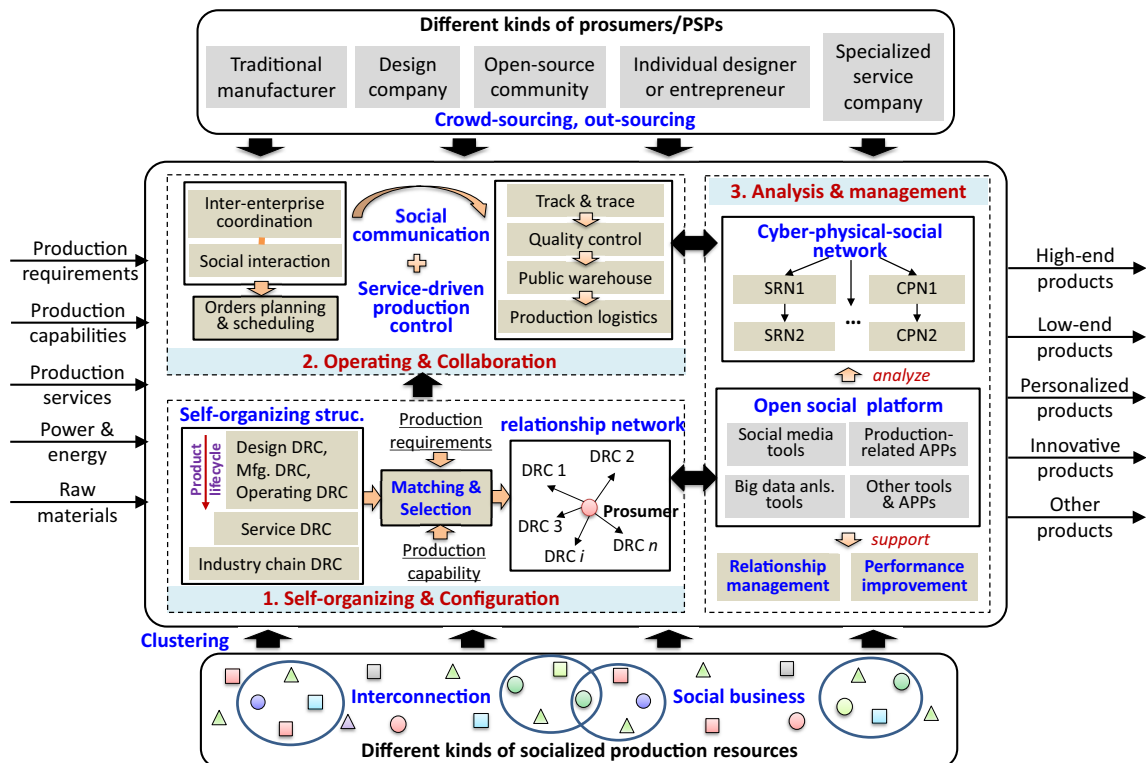 Different kinds of prosumers/PSPs
Traditional
manufacturer
Design
company
Open-source
community
Individual designer
or entrepreneur
Specialized
service
company
Crowd-sourcing, out-sourcing
Production
requirements
Production
capabilities
Production
services
Power &
energy
Raw
materials
Inter-enterprise
coordination
Social interaction
Orders planning
& scheduling
Social
communication
+
Service-driven
production
control
Track & trace
Quality control
Public warehouse
Production logistics
2. Operating & Collaboration
Self-organizing struc.
Product
lifecycle
Design DRC,
Mfg. DRC,
Operating DRC
Service DRC
Industry chain DRC
Production
requirements
Matching &
Selection
Production
capability
relationship network
DRC 1
DRC 2
Prosumer
DRC 3
DRC i
DRC n
1. Self-organizing & Configuration
3. Analysis & management
Cyber-physical-social
network
SRN1
CPN1
...
SRN2
CPN2
analyze
Open social platform
Social media
tools
Production-
related APPs
Big data anls.
tools
Other tools
& APPs
support
Relationship
management
Performance
improvement
High-end
products
Low-end
products
Personalized
products
Innovative
products
Other
products
Clustering
Interconnection
Social business
Different kinds of socialized production resources